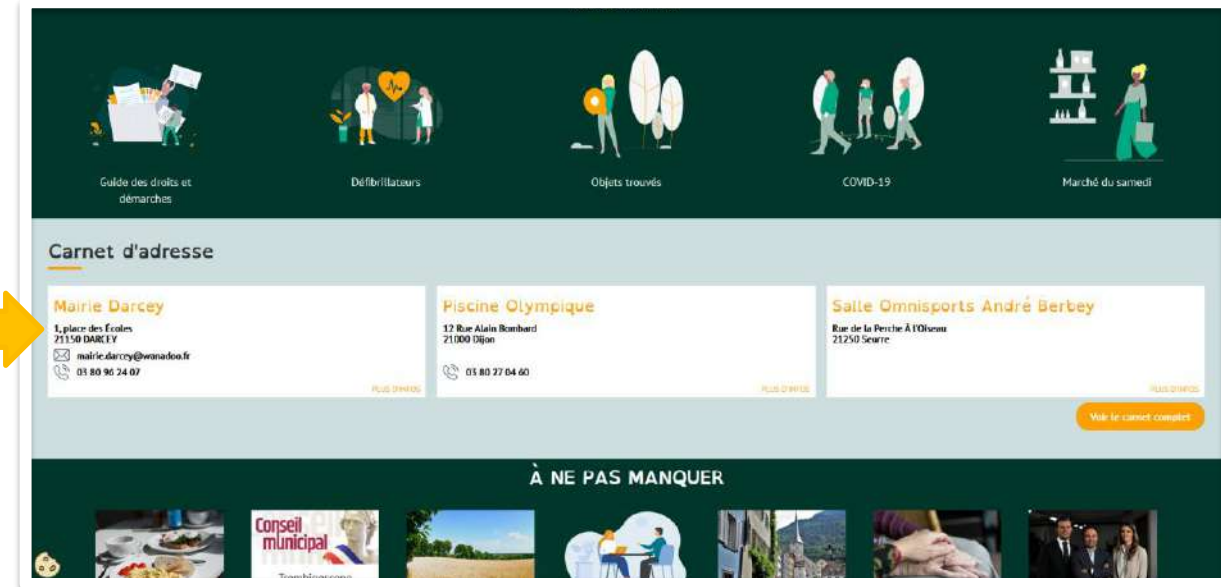 Guide des droits et
démarches
Défibrillateurs
Objets trouvés
COVID-19
Marché du samedi
Carnet d'adresse
Mairie Darcey
1, place des Écoles
21150 DARCEY
mairie.darcey@wanadoo.fr
03 80 96 24 07
PLUS D'INFOS
Piscine Olympique
12 Rue Alain Bombard
21000 Dijon
03 80 27 04 60
PLUS D'INFOS
Salle Omnisports André Berbey
Rue de la Perche À l'Oiseau
21250 Seurre
PLUS D'INFOS
Voir le carnet complet
À NE PAS MANQUER
Conseil
municipal